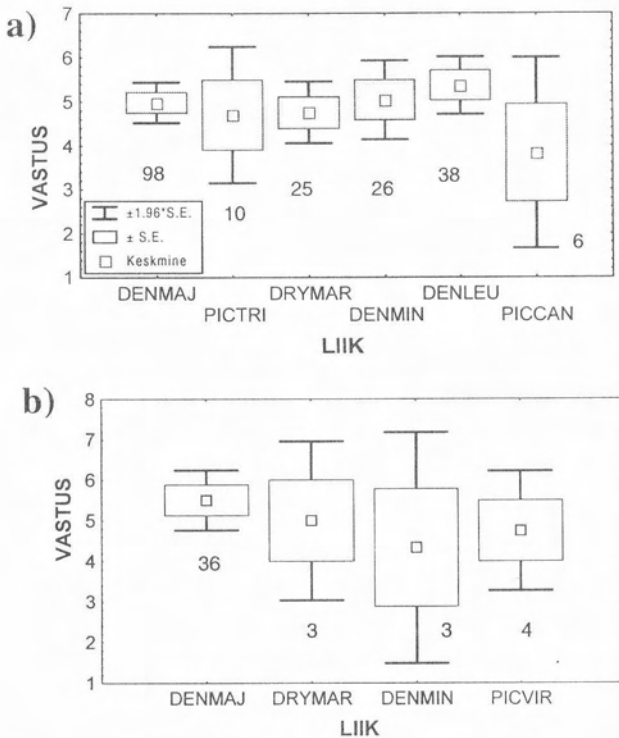 a)
7
6
5
4
3
2
1
VASTUS
98
10
25
26
38
6
±1.96*S.E.
± S.E.
Keskmine
DENMAJ DRYMAR DENLEU
PICTRI DENMIN PICCAN
LIIK
b)
8
7
6
5
4
3
2
1
VASTUS
36
3
3
4
DENMAJ DRYMAR DENMIN PICVIR
LIIK